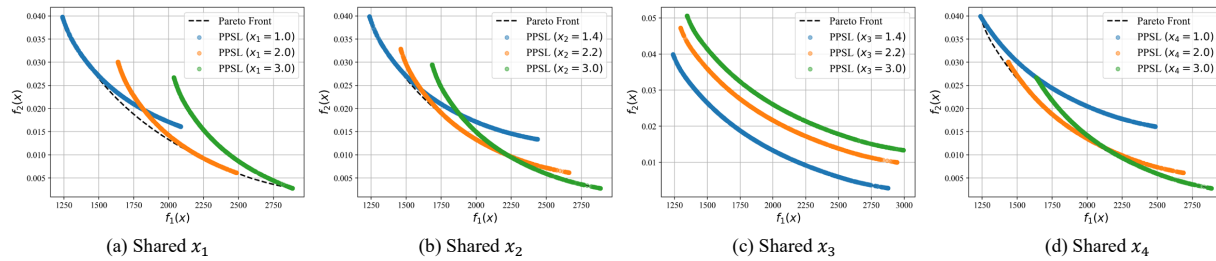 0.040
0.035
0.030
0.025
0.020
0.015
0.010
0.005
f₂(x)
1250 1500 1750 2000 2250 2500 2750
f₁(x)
Pareto Front
PPSL (x₁ = 1.0)
PPSL (x₁ = 2.0)
PPSL (x₁ = 3.0)
(a) Shared x₁
0.040
0.035
0.030
0.025
0.020
0.015
0.010
0.005
f₂(x)
1250 1500 1750 2000 2250 2500 2750
f₁(x)
Pareto Front
PPSL (x₂ = 1.4)
PPSL (x₂ = 2.2)
PPSL (x₂ = 3.0)
(b) Shared x₂
0.05
0.04
0.03
0.02
0.01
f₂(x)
1250 1500 1750 2000 2250 2500 2750 3000
f₁(x)
Pareto Front
PPSL (x₃ = 1.4)
PPSL (x₃ = 2.2)
PPSL (x₃ = 3.0)
(c) Shared x₃
0.040
0.035
0.030
0.025
0.020
0.015
0.010
0.005
f₂(x)
1250 1500 1750 2000 2250 2500 2750
f₁(x)
Pareto Front
PPSL (x₄ = 1.0)
PPSL (x₄ = 2.0)
PPSL (x₄ = 3.0)
(d) Shared x₄